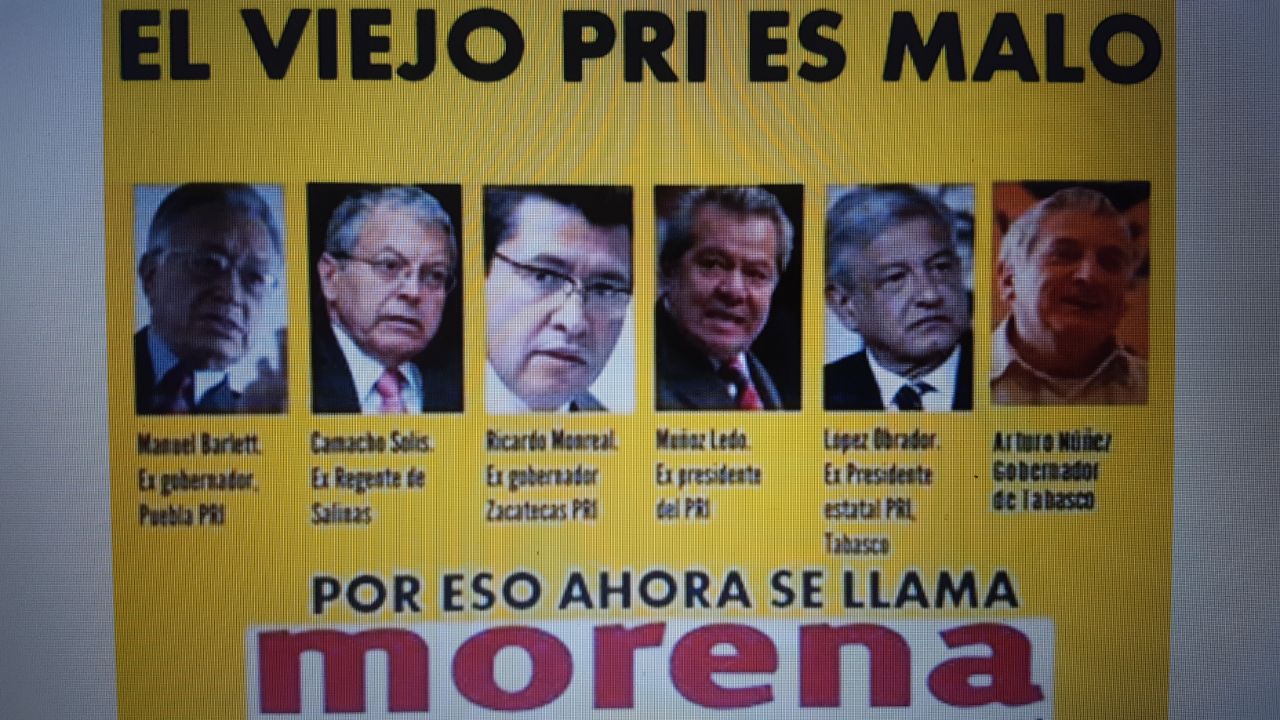 EL VIEJO PRI ES MALO
Manuel Barlett.
Ex gobernador,
Puebla PRI
Camacho Solis.
Ex Regente de
Salinas
Ricardo Monreal.
Ex gobernador
Zacatecas PRI
Muñoz Ledo.
Ex presidente
del PRI
López Obrador.
Ex Presidente
estatal PRI,
Tabasco
Arturo Núñez
Gobernador
de Tabasco
POR ESO AHORA SE LLAMA
morena